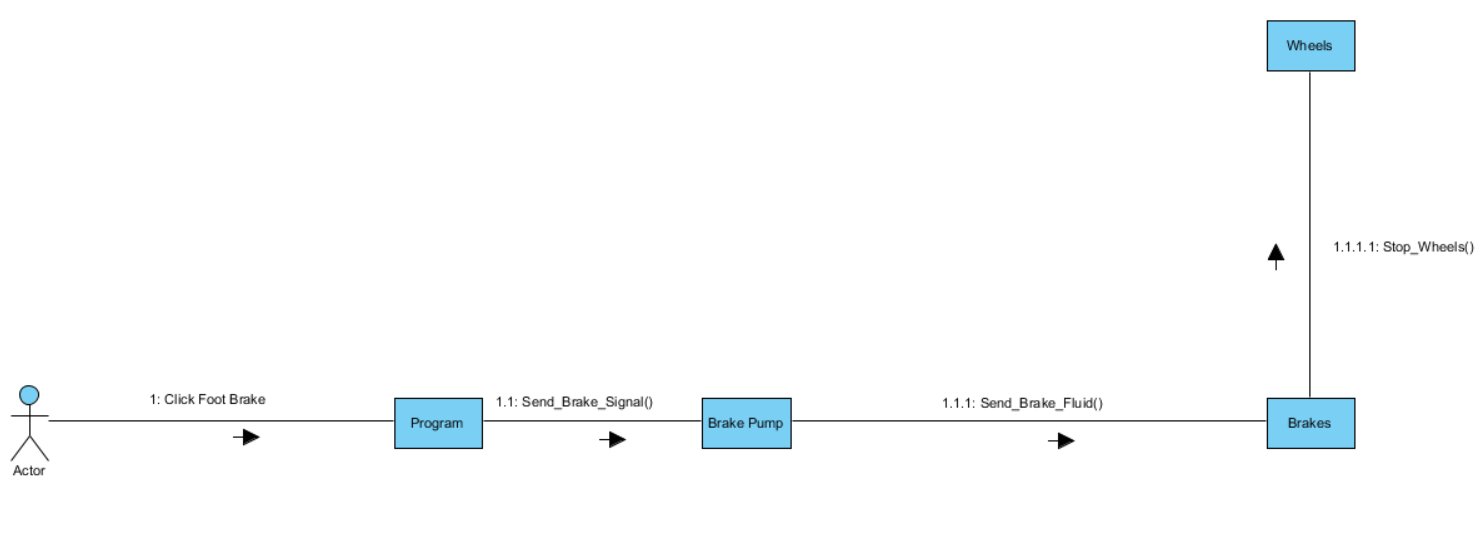 Wheels
1.1.1.1: Stop_Wheels()
1: Click Foot Brake
1.1: Send_Brake_Signal()
1.1.1: Send_Brake_Fluid()
Program
Brake Pump
Brakes
Actor